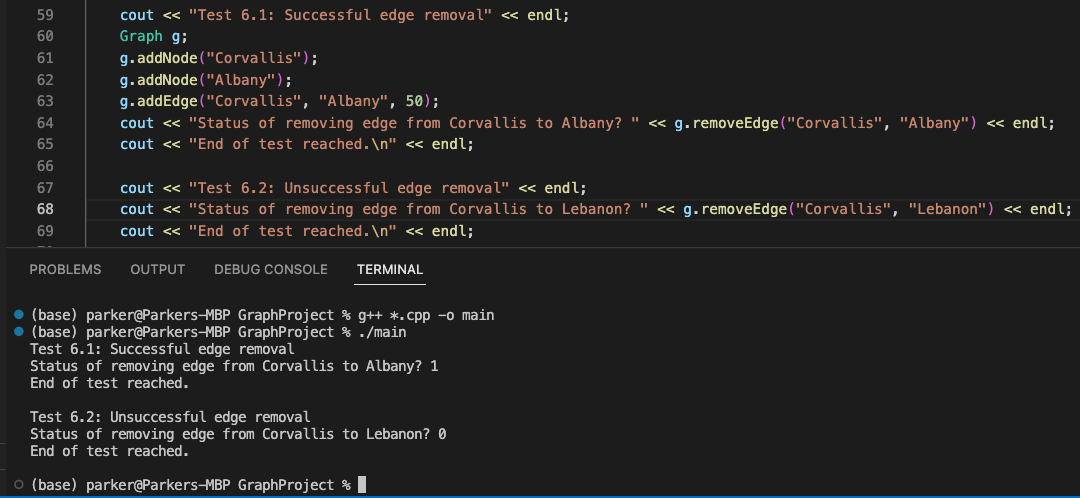 59 cout << "Test 6.1: Successful edge removal" << endl;
60 Graph g;
61 g.addNode("Corvallis");
62 g.addNode("Albany");
63 g.addEdge("Corvallis", "Albany", 50);
64 cout << "Status of removing edge from Corvallis to Albany? " << g.removeEdge("Corvallis", "Albany") << endl;
65 cout << "End of test reached.\n" << endl;
66
67 cout << "Test 6.2: Unsuccessful edge removal" << endl;
68 cout << "Status of removing edge from Corvallis to Lebanon? " << g.removeEdge("Corvallis", "Lebanon") << endl;
69 cout << "End of test reached.\n" << endl;
PROBLEMS OUTPUT DEBUG CONSOLE TERMINAL
(base) parker@Parkers-MBP GraphProject % g++ *.cpp -o main
(base) parker@Parkers-MBP GraphProject % ./main
Test 6.1: Successful edge removal
Status of removing edge from Corvallis to Albany? 1
End of test reached.
Test 6.2: Unsuccessful edge removal
Status of removing edge from Corvallis to Lebanon? 0
End of test reached.
(base) parker@Parkers-MBP GraphProject %